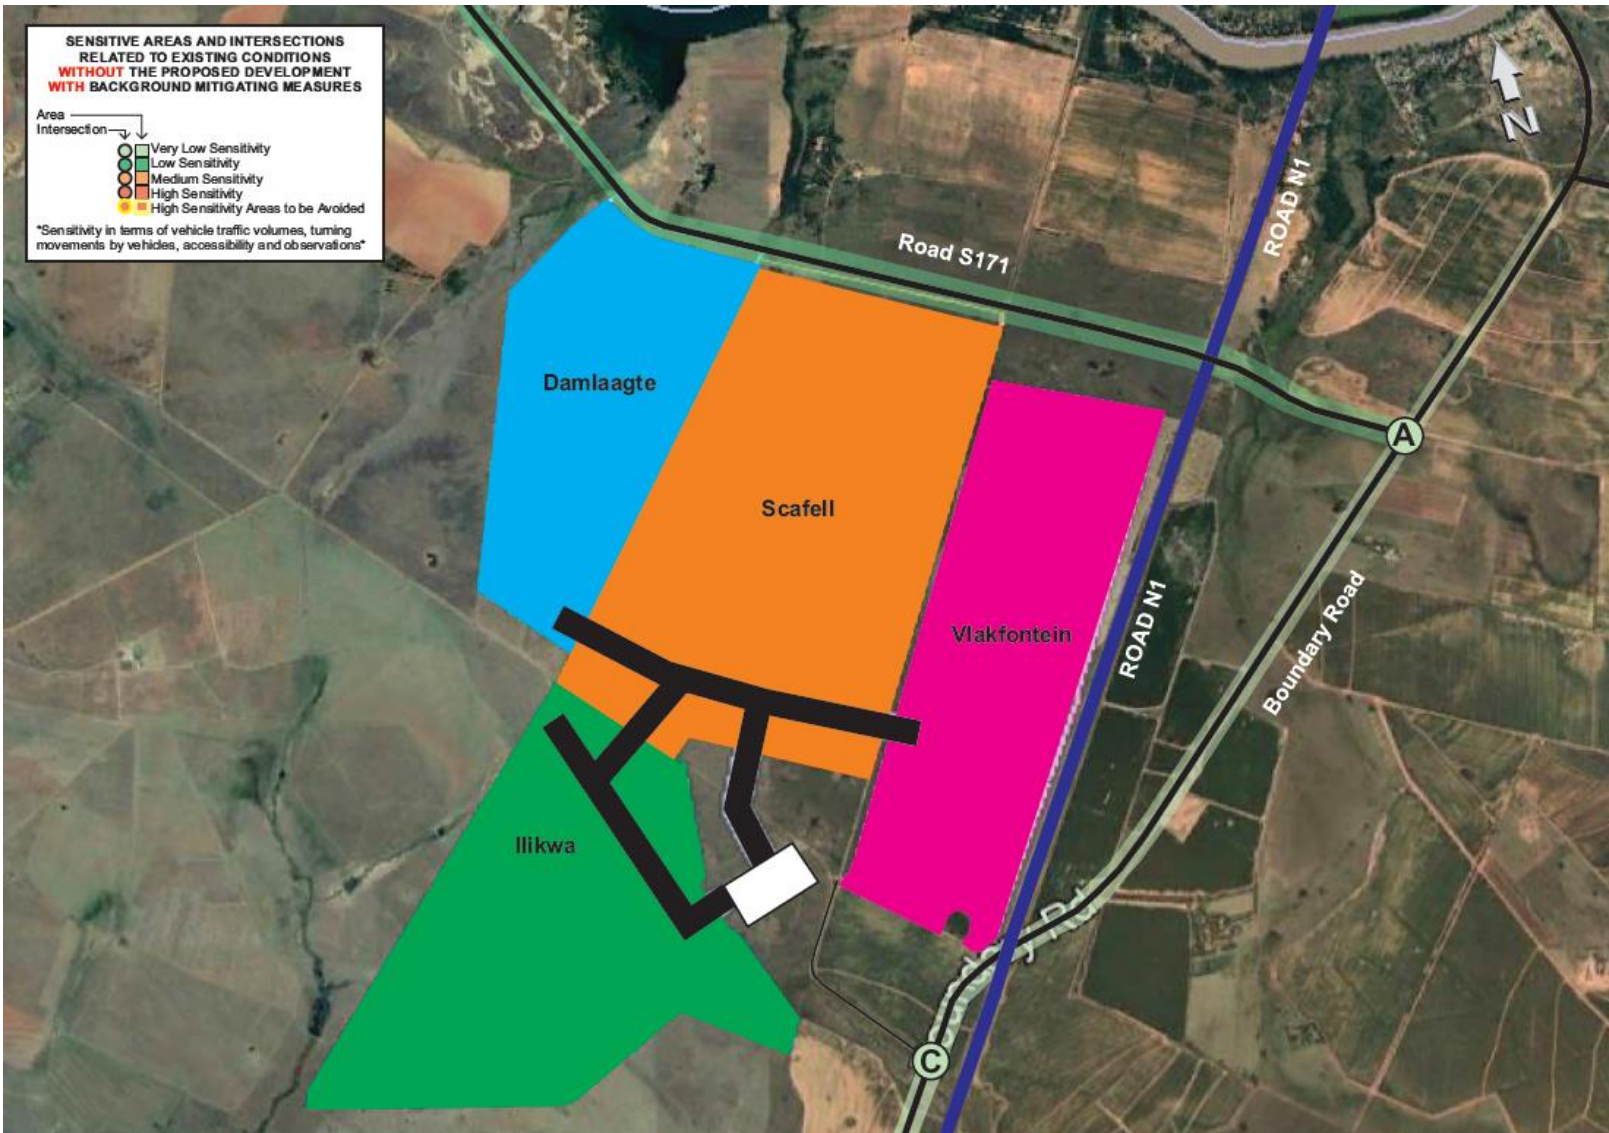 SENSITIVE AREAS AND INTERSECTIONS
RELATED TO EXISTING CONDITIONS
WITHOUT THE PROPOSED DEVELOPMENT
WITH BACKGROUND MITIGATING MEASURES
Area
Intersection
Very Low Sensitivity
Low Sensitivity
Medium Sensitivity
High Sensitivity
High Sensitivity Areas to be Avoided
*Sensitivity in terms of vehicle traffic volumes, turning
movements by vehicles, accessibility and observations*
N
ROAD N1
Road S171
Damlaagte
A
Scafell
ROAD N1
Vlakfontein
Boundary Road
Ilikwa
Rd
C